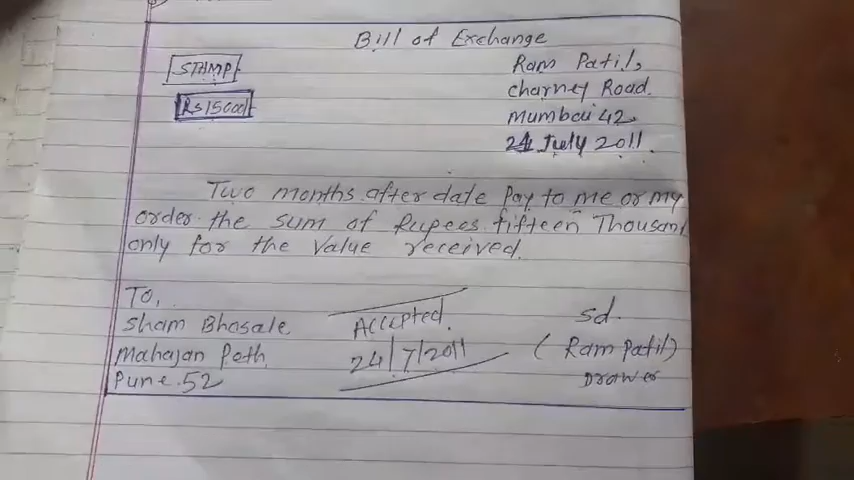 Bill of Exchange
STAMP
Rs 15000/-
Ram Patil,
Charney Road.
Mumbai 42
24 July 2011.
Two months after date Pay to me or my
order the sum of Rupees fifteen Thousand
only for the Value received.
To,
Sham Bhosale
Mahajan Peth
Pune.52
Accepted.
24/7/2011
Sd.
(Ram Patil)
Drawer